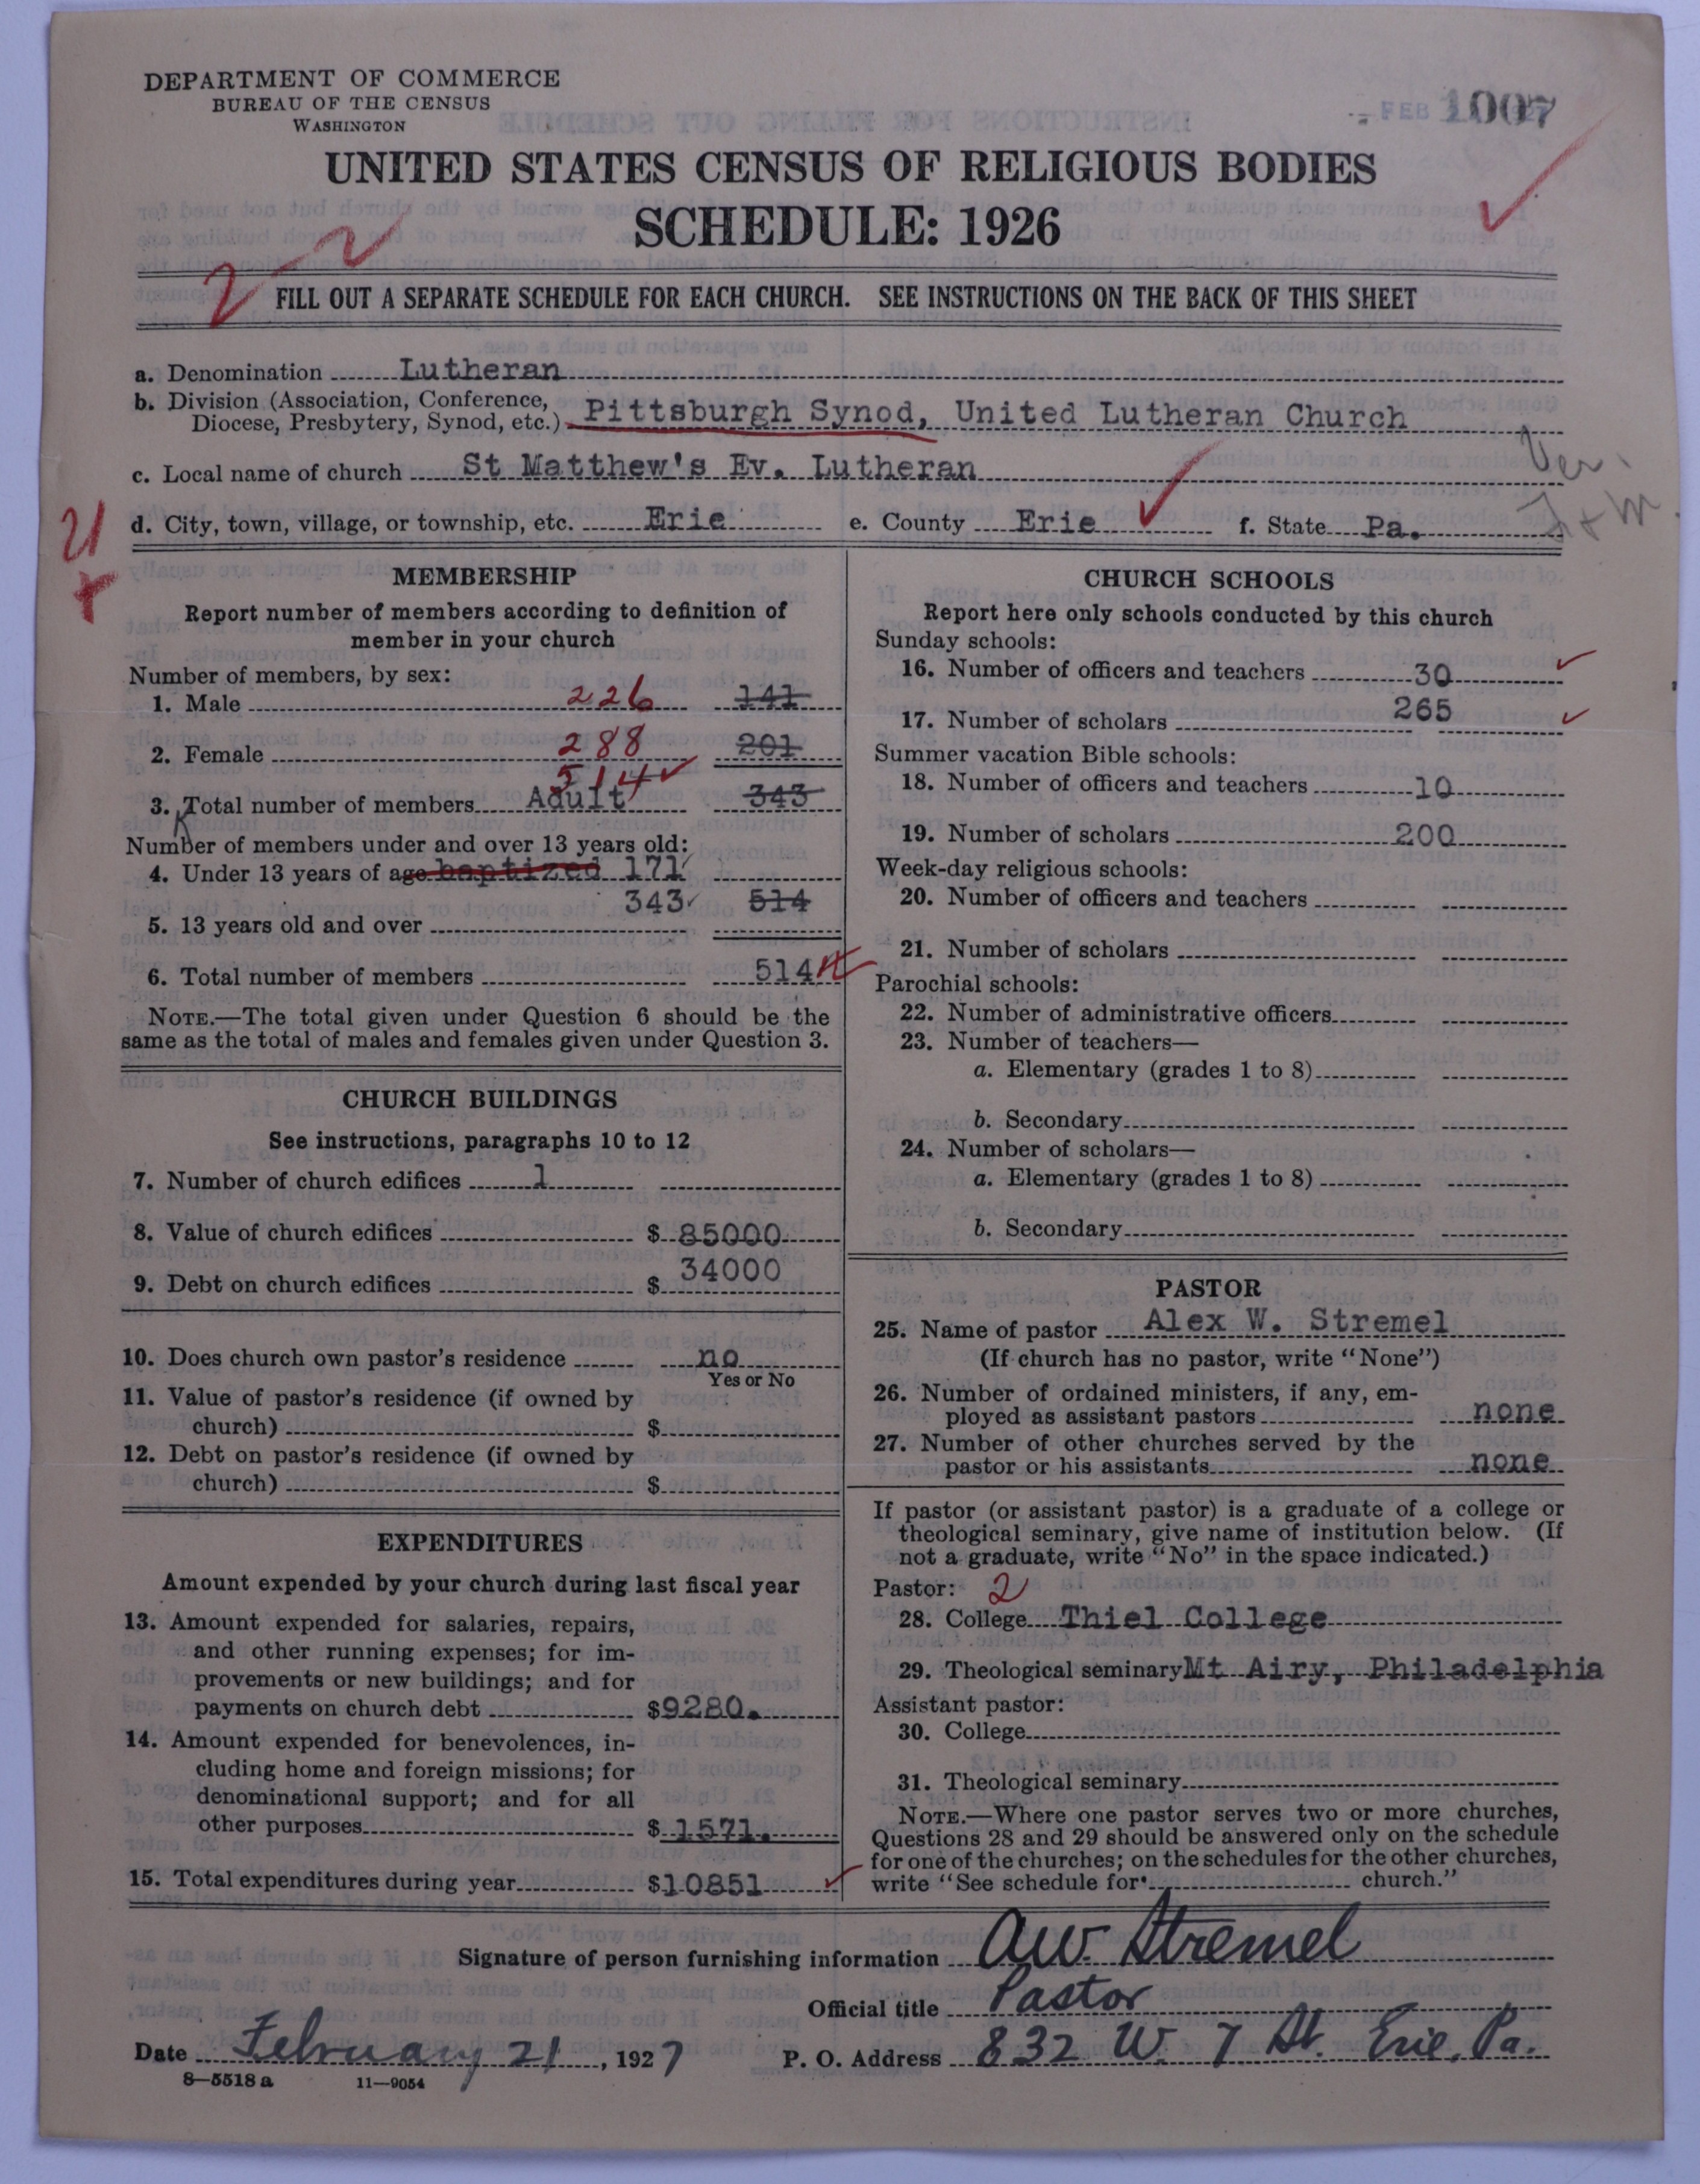 DEPARTMENT OF COMMERCE
BUREAU OF THE CENSUS
WASHINGTON
FEB 1007
UNITED STATES CENSUS OF RELIGIOUS BODIES
SCHEDULE: 1926
2 2
FILL OUT A SEPARATE SCHEDULE FOR EACH CHURCH. SEE INSTRUCTIONS ON THE BACK OF THIS SHEET
a. Denomination Lutheran
b. Division (Association, Conference, Diocese, Presbytery, Synod, etc.) Pittsburgh Synod, United Lutheran Church
c. Local name of church St Matthew's Ev. Lutheran
Ver.
d. City, town, village, or township, etc. Erie e. County Erie f. State Pa.
21
MEMBERSHIP
Report number of members according to definition of
member in your church
Number of members, by sex:
1. Male 226 141
2. Female 288 201
514
3. Total number of members Adult 343
Number of members under and over 13 years old:
4. Under 13 years of age baptized 171
343 514
5. 13 years old and over
6. Total number of members 514
NOTE.—The total given under Question 6 should be the
same as the total of males and females given under Question 3.
CHURCH BUILDINGS
See instructions, paragraphs 10 to 12
7. Number of church edifices 1
8. Value of church edifices $ 85000
9. Debt on church edifices $ 34000
10. Does church own pastor's residence no
Yes or No
11. Value of pastor's residence (if owned by
church) $
12. Debt on pastor's residence (if owned by
church) $
EXPENDITURES
Amount expended by your church during last fiscal year
13. Amount expended for salaries, repairs,
and other running expenses; for im-
provements or new buildings; and for
payments on church debt $9280.
14. Amount expended for benevolences, in-
cluding home and foreign missions; for
denominational support; and for all
other purposes $ 1571.
15. Total expenditures during year $10851
CHURCH SCHOOLS
Report here only schools conducted by this church
Sunday schools:
16. Number of officers and teachers 30
17. Number of scholars 265
Summer vacation Bible schools:
18. Number of officers and teachers 10
19. Number of scholars 200
Week-day religious schools:
20. Number of officers and teachers
21. Number of scholars
Parochial schools:
22. Number of administrative officers
23. Number of teachers—
a. Elementary (grades 1 to 8)
b. Secondary
24. Number of scholars—
a. Elementary (grades 1 to 8)
b. Secondary
PASTOR
25. Name of pastor Alex W. Stremel
(If church has no pastor, write "None")
26. Number of ordained ministers, if any, em-
ployed as assistant pastors none
27. Number of other churches served by the
pastor or his assistants none
If pastor (or assistant pastor) is a graduate of a college or
theological seminary, give name of institution below. (If
not a graduate, write "No" in the space indicated.)
Pastor: 2
28. College Thiel College
29. Theological seminary Mt Airy, Philadelphia
Assistant pastor:
30. College
31. Theological seminary
NOTE.—Where one pastor serves two or more churches,
Questions 28 and 29 should be answered only on the schedule
for one of the churches; on the schedules for the other churches,
write "See schedule for church."
Signature of person furnishing information A.W. Stremel
Official title Pastor
Date February 21, 1927 P. O. Address 832 W. 7 St. Erie, Pa.
8—5518 a 11—9054